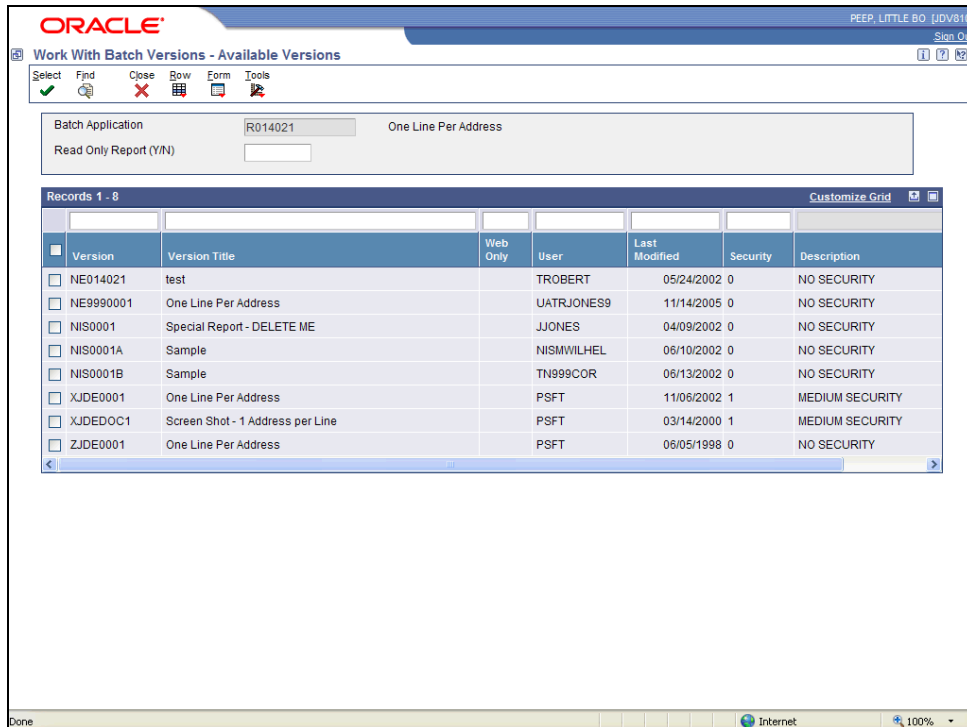 ORACLE
PEEP, LITTLE BO [JDV810
Sign Ou
Work With Batch Versions - Available Versions
Select Find Close Row Form Tools
Batch Application R014021 One Line Per Address
Read Only Report (Y/N)
Records 1 - 8 Customize Grid
Version Version Title Web Only User Last Modified Security Description
NE014021 test TROBERT 05/24/2002 0 NO SECURITY
NE9990001 One Line Per Address UATRJONES9 11/14/2005 0 NO SECURITY
NIS0001 Special Report - DELETE ME JJONES 04/09/2002 0 NO SECURITY
NIS0001A Sample NISMWILHEL 06/10/2002 0 NO SECURITY
NIS0001B Sample TN999COR 06/13/2002 0 NO SECURITY
XJDE0001 One Line Per Address PSFT 11/06/2002 1 MEDIUM SECURITY
XJDEDOC1 Screen Shot - 1 Address per Line PSFT 03/14/2000 1 MEDIUM SECURITY
ZJDE0001 One Line Per Address PSFT 06/05/1998 0 NO SECURITY
Done Internet 100%